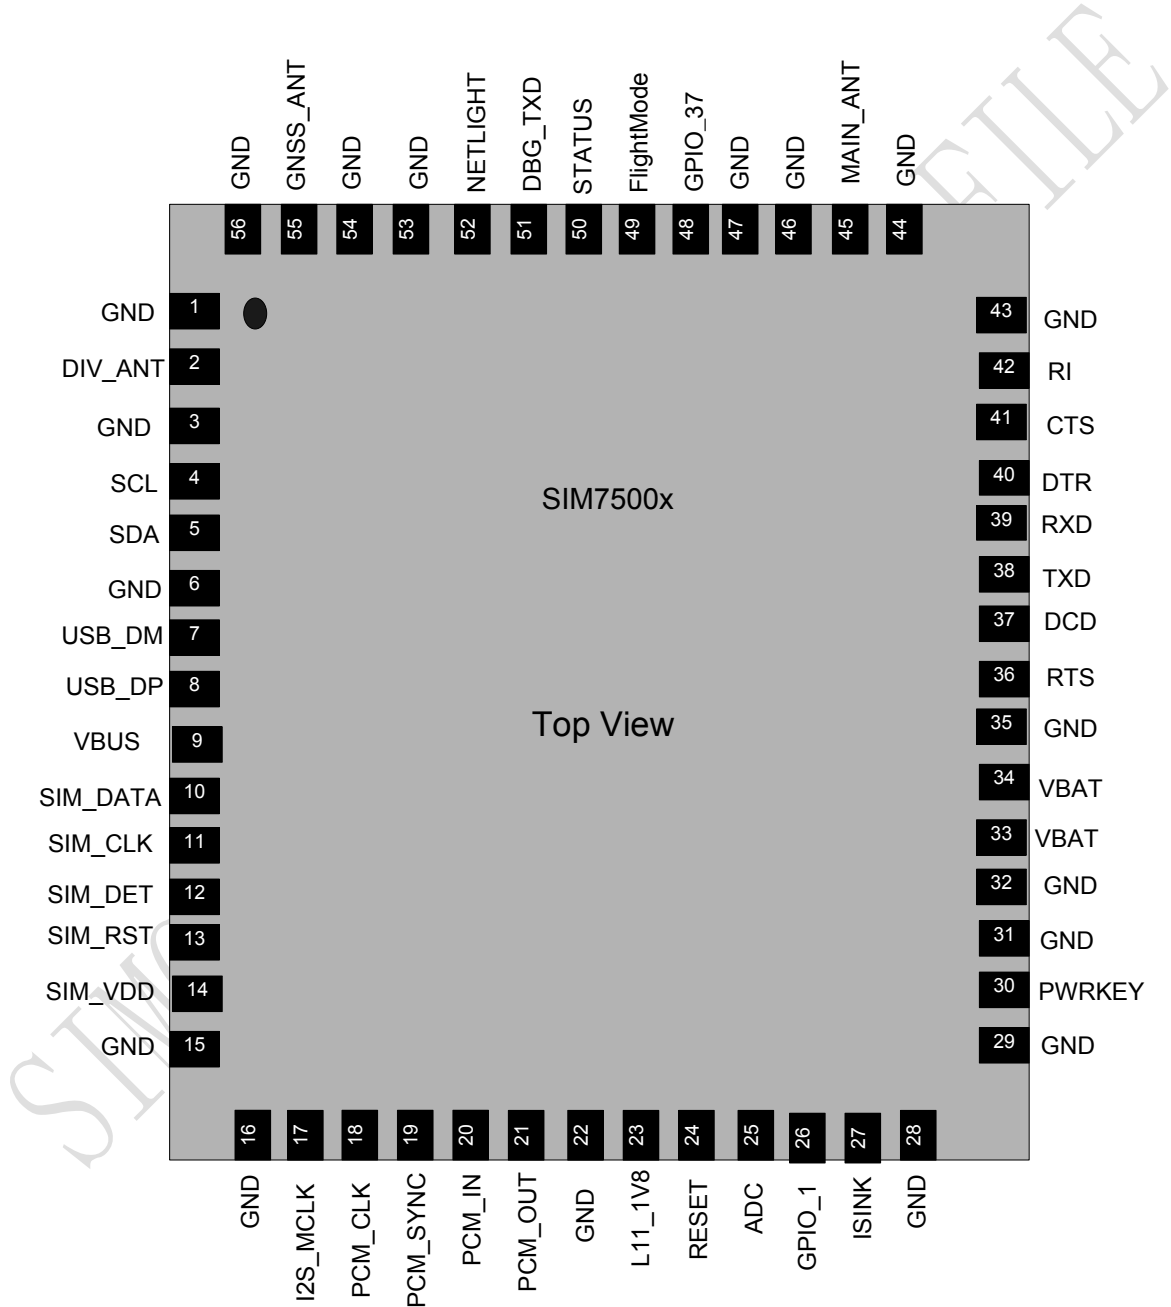 GND
GNSS_ANT
GND
GND
NETLIGHT
DBG_TXD
STATUS
FlightMode
GPIO_37
GND
GND
MAIN_ANT
GND
56
55
54
53
52
51
50
49
48
47
46
45
44
GND 1
DIV_ANT 2
GND 3
SCL 4
SDA 5
GND 6
USB_DM 7
USB_DP 8
VBUS 9
SIM_DATA 10
SIM_CLK 11
SIM_DET 12
SIM_RST 13
SIM_VDD 14
GND 15
SIM7500x
Top View
43 GND
42 RI
41 CTS
40 DTR
39 RXD
38 TXD
37 DCD
36 RTS
35 GND
34 VBAT
33 VBAT
32 GND
31 GND
30 PWRKEY
29 GND
16
17
18
19
20
21
22
23
24
25
26
27
28
GND
I2S_MCLK
PCM_CLK
PCM_SYNC
PCM_IN
PCM_OUT
GND
L11_1V8
RESET
ADC
GPIO_1
ISINK
GND
FILE